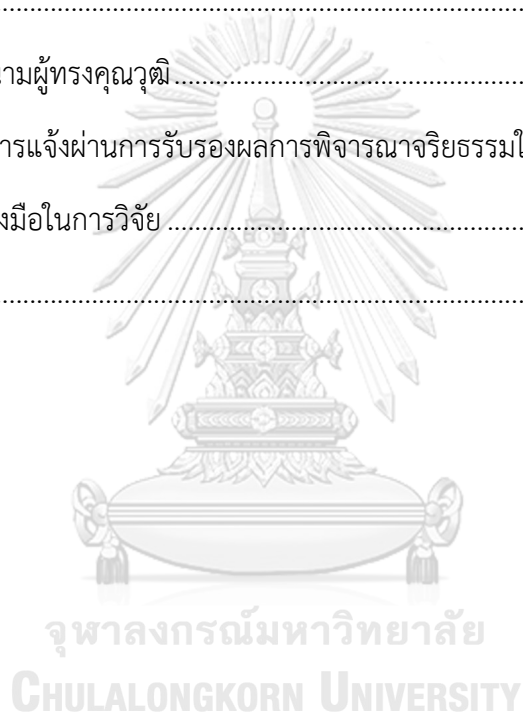 ................................................................
นามผู้ทรงคุณวุฒิ................................................
การแจ้งผ่านการรับรองผลการพิจารณาจริยธรรมใ
องมือในการวิจัย................................................
................................................................
จุฬาลงกรณ์มหาวิทยาลัย
CHULALONGKORN UNIVERSITY